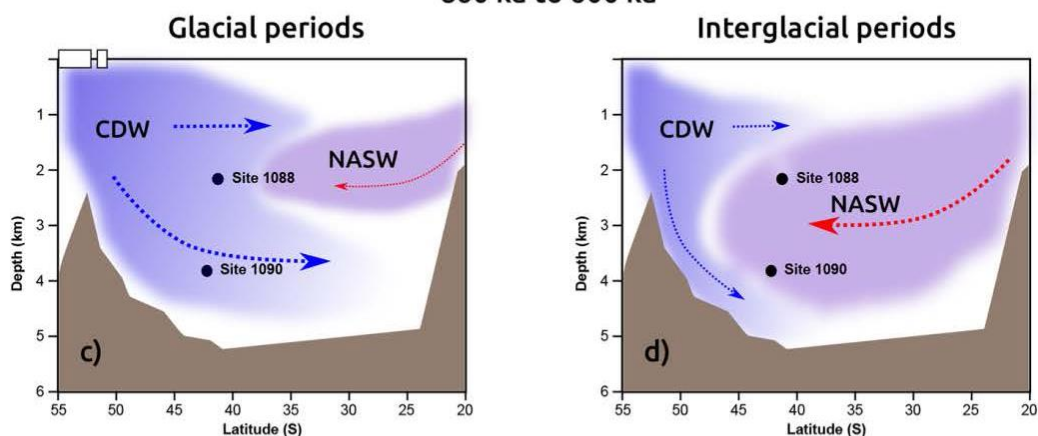 Glacial periods
Interglacial periods
CDW
NASW
Site 1088
Site 1090
c)
Depth (km)
1
2
3
4
5
6
55 50 45 40 35 30 25 20
Latitude (S)
CDW
Site 1088
NASW
Site 1090
d)
Depth (km)
1
2
3
4
5
6
55 50 45 40 35 30 25 20
Latitude (S)